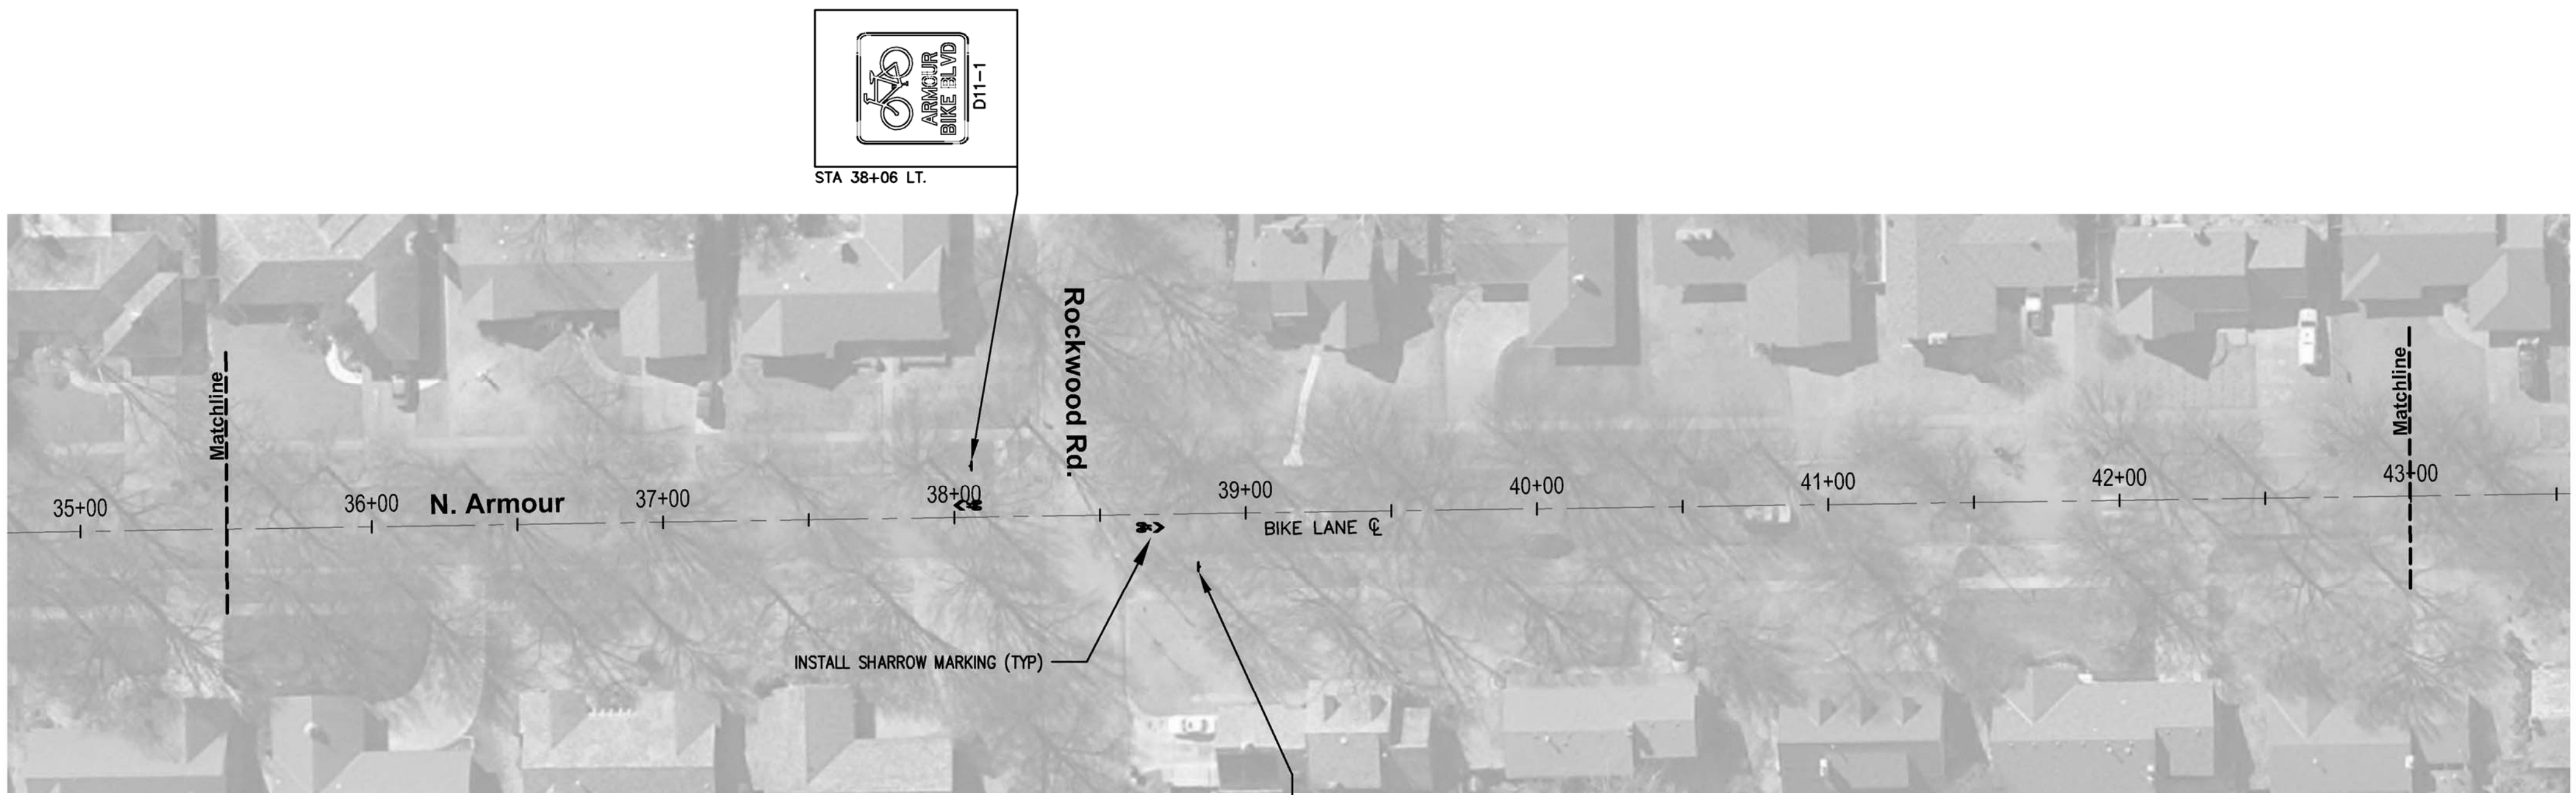 ARMOUR
BIKE BLVD
D11-1
STA 38+06 LT.
Rockwood Rd.
Matchline
Matchline
35+00
36+00
N. Armour
37+00
38+00
39+00
40+00
41+00
42+00
43+00
BIKE LANE ℄
INSTALL SHARROW MARKING (TYP)